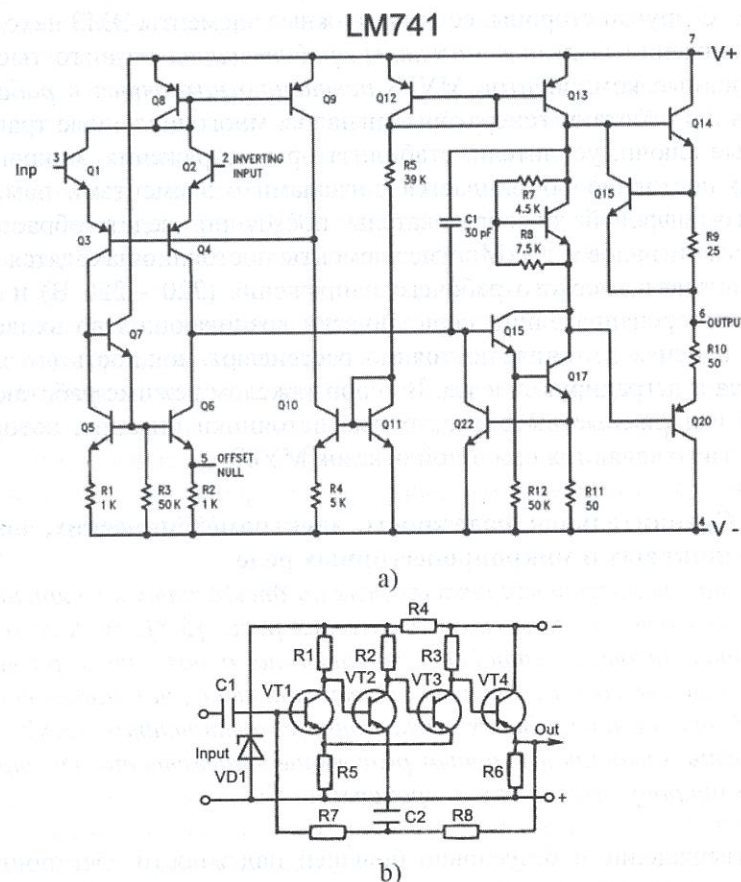 LM741
7
V+
Q8
Q9
Q12
Q13
Q14
Inp
3
Q1
Q2
2 INVERTING
INPUT
R5
39 K
R7
4.5 K
Q15
C1
30 pF
R8
7.5 K
R9
25
Q3
Q4
6
OUTPUT
Q7
Q15
R10
50
Q5
Q6
Q10
Q11
Q22
Q17
Q20
5 OFFSET
NULL
R1
1 K
R3
50 K
R2
1 K
R4
5 K
R12
50 K
R11
50
4
V-
a)
R4
−
R1
R2
R3
C1
VT1
VT2
VT3
VT4
Out
Input
VD1
R5
R6
+
R7
C2
R8
b)